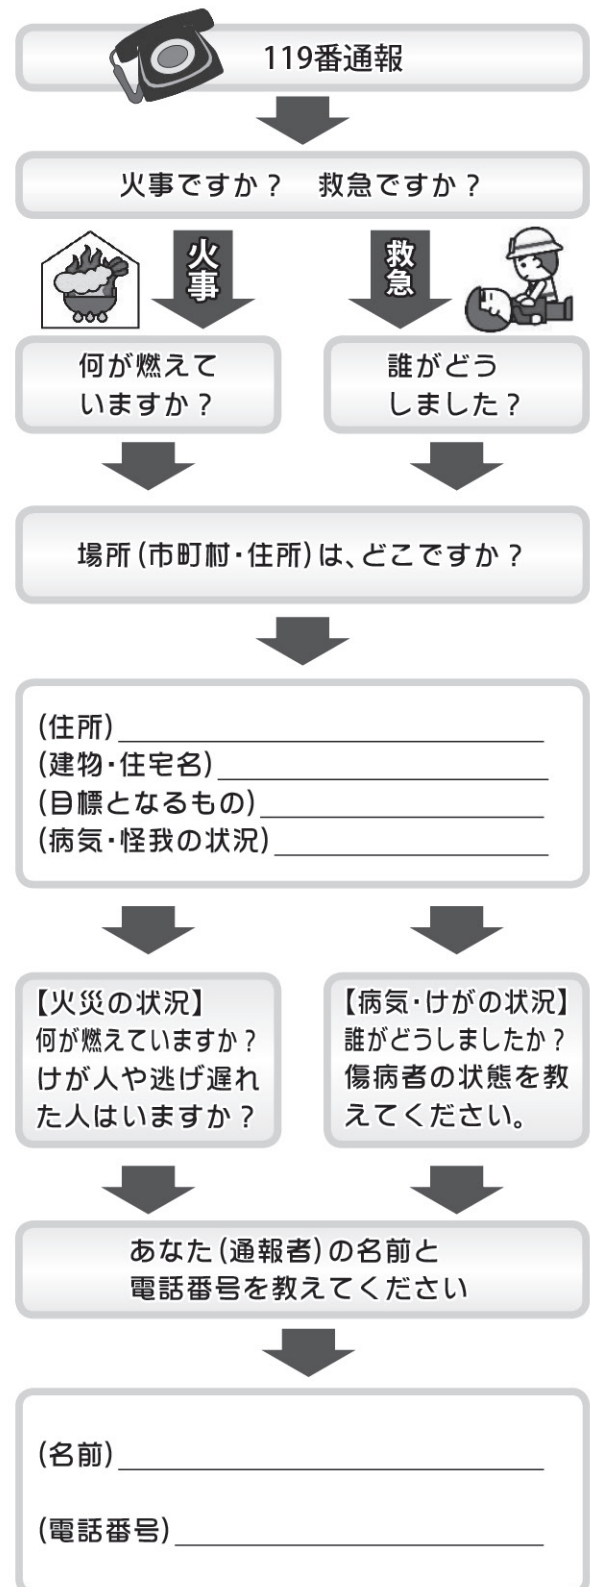 119番通報
火事ですか？　救急ですか？
火事
救急
何が燃えて
いますか？
誰がどう
しました？
場所(市町村・住所)は、どこですか？
(住所)
(建物・住宅名)
(目標となるもの)
(病気・怪我の状況)
【火災の状況】
何が燃えていますか？
けが人や逃げ遅れ
た人はいますか？
【病気・けがの状況】
誰がどうしましたか？
傷病者の状態を教
えてください。
あなた(通報者)の名前と
電話番号を教えてください
(名前)
(電話番号)